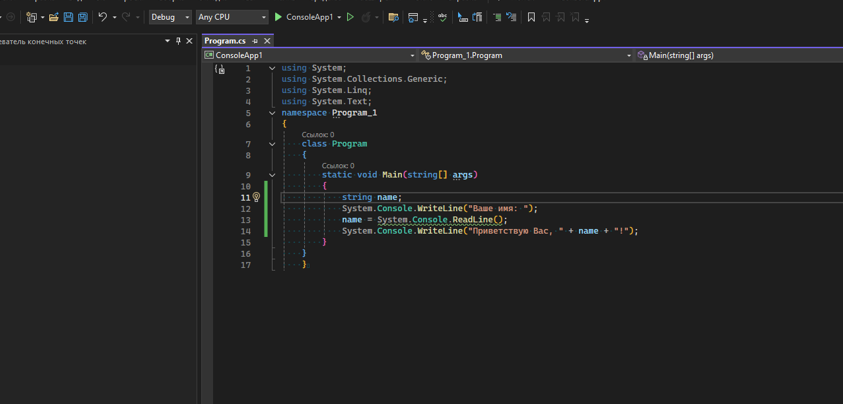 Debug Any CPU ConsoleApp1
еватель конечных точек
Program.cs
ConsoleApp1 Program_1.Program Main(string[] args)
1 using System;
2 using System.Collections.Generic;
3 using System.Linq;
4 using System.Text;
5 namespace Program_1
6 {
Ссылок: 0
7 class Program
8 {
Ссылок: 0
9 static void Main(string[] args)
10 {
11 string name;
12 System.Console.WriteLine("Ваше имя: ");
13 name = System.Console.ReadLine();
14 System.Console.WriteLine("Приветствую Вас, " + name + "!");
15 }
16 }
17 }